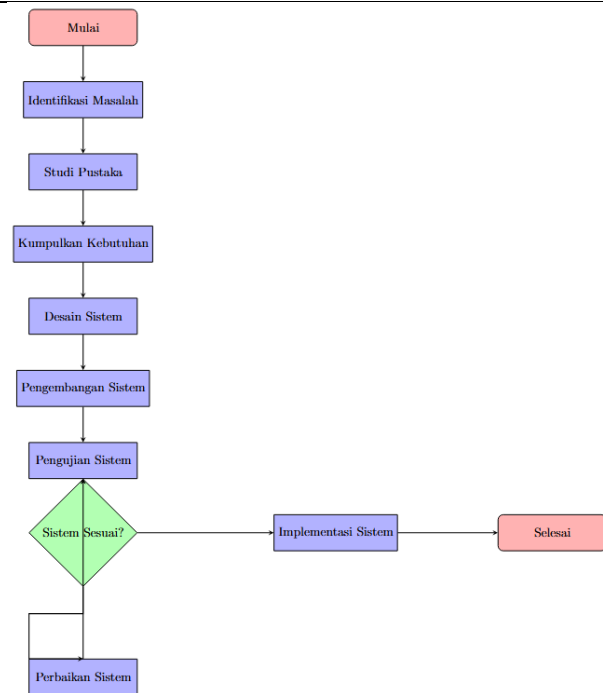 Mulai
Identifikasi Masalah
Studi Pustaka
Kumpulkan Kebutuhan
Desain Sistem
Pengembangan Sistem
Pengujian Sistem
Sistem Sesuai?
Implementasi Sistem
Selesai
Perbaikan Sistem